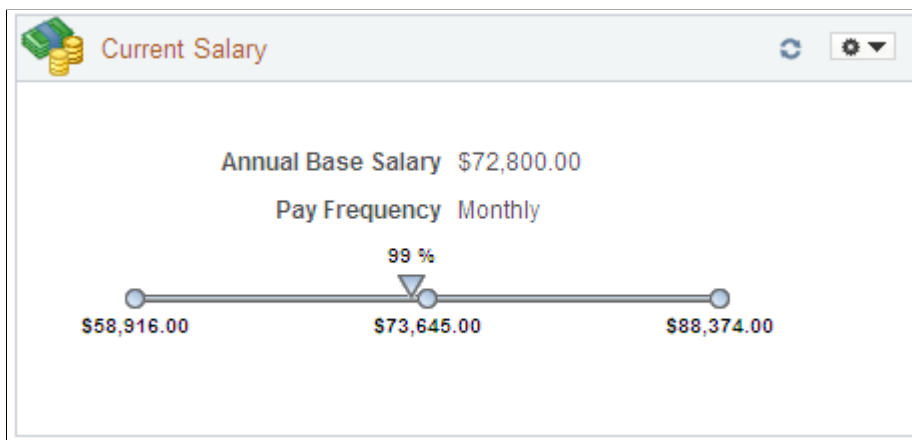 Current Salary
Annual Base Salary $72,800.00
Pay Frequency Monthly
99 %
$58,916.00 $73,645.00 $88,374.00